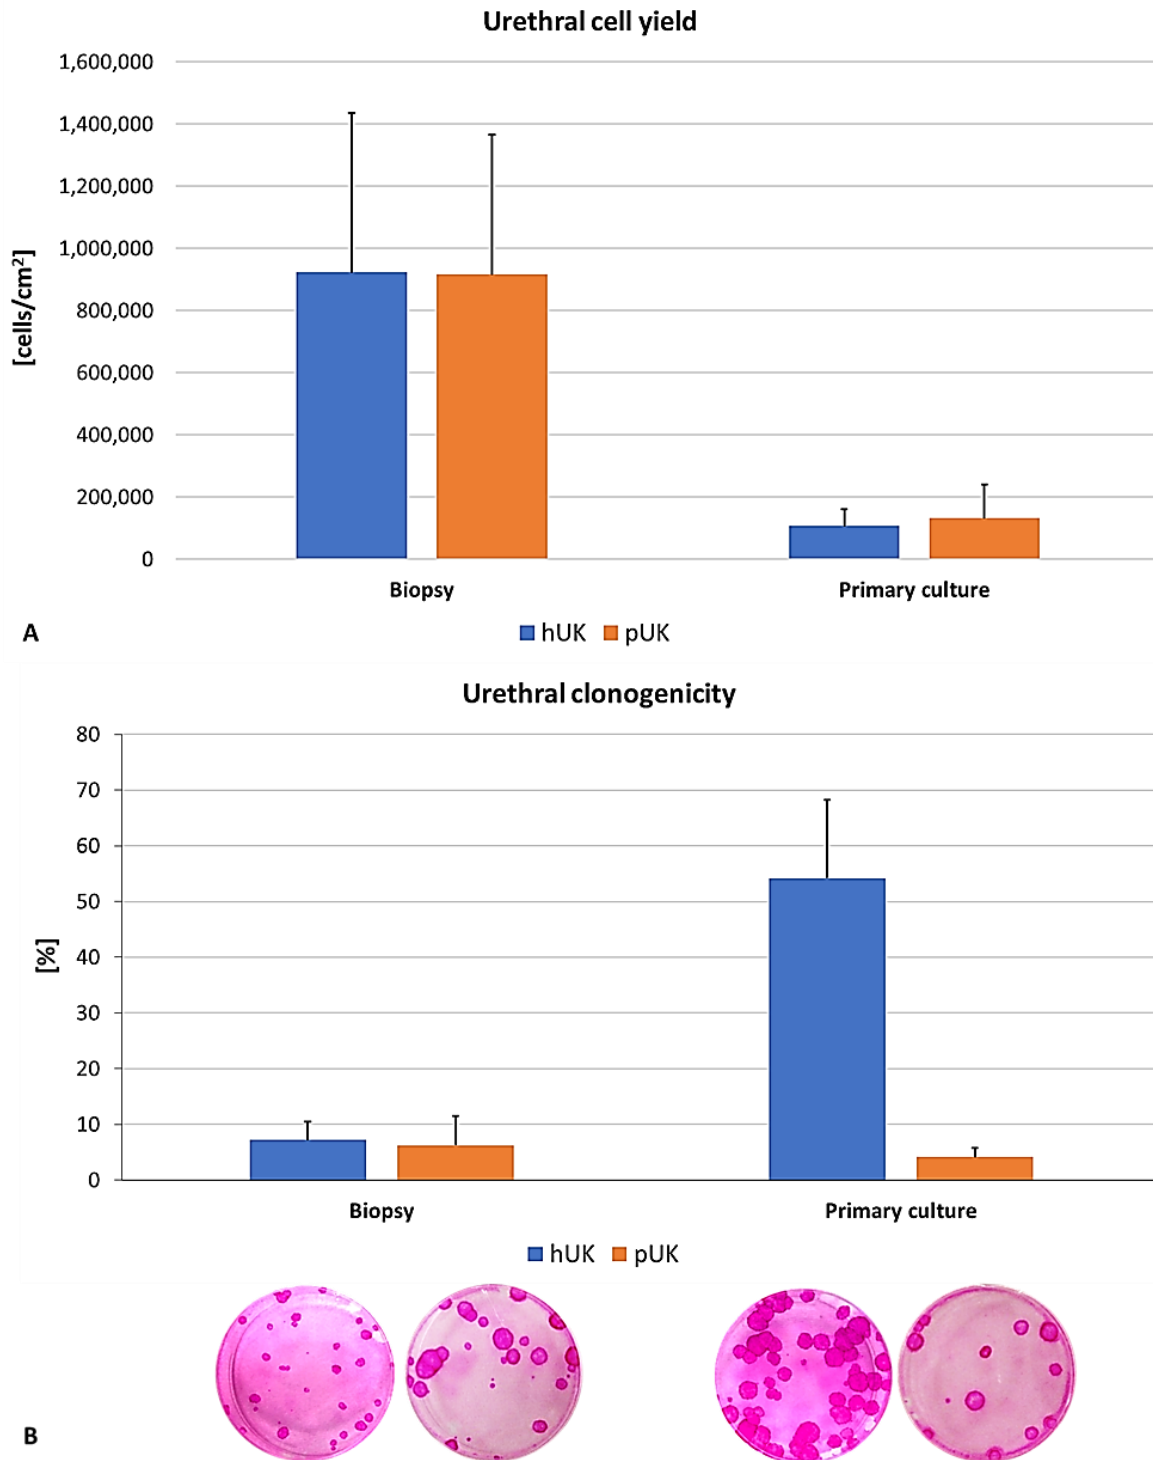 Urethral cell yield
1,600,000
1,400,000
1,200,000
1,000,000
800,000
600,000
400,000
200,000
0
[cells/cm²]
Biopsy Primary culture
A
hUK pUK
Urethral clonogenicity
80
70
60
50
40
30
20
10
0
[%]
Biopsy Primary culture
hUK pUK
B